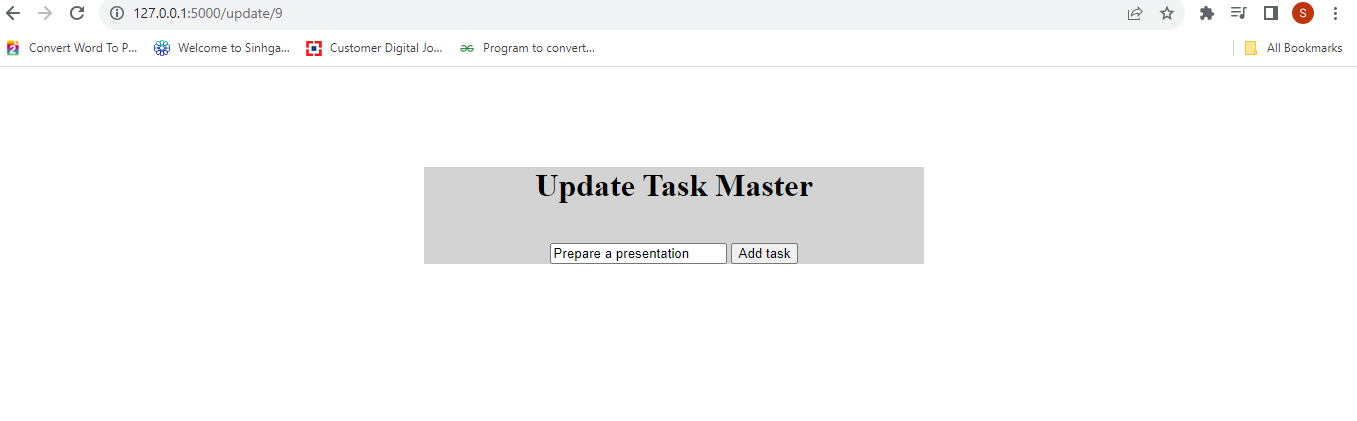 127.0.0.1:5000/update/9
S
2 Convert Word To P... Welcome to Sinhga... Customer Digital Jo... Program to convert... All Bookmarks
Update Task Master
Prepare a presentation Add task